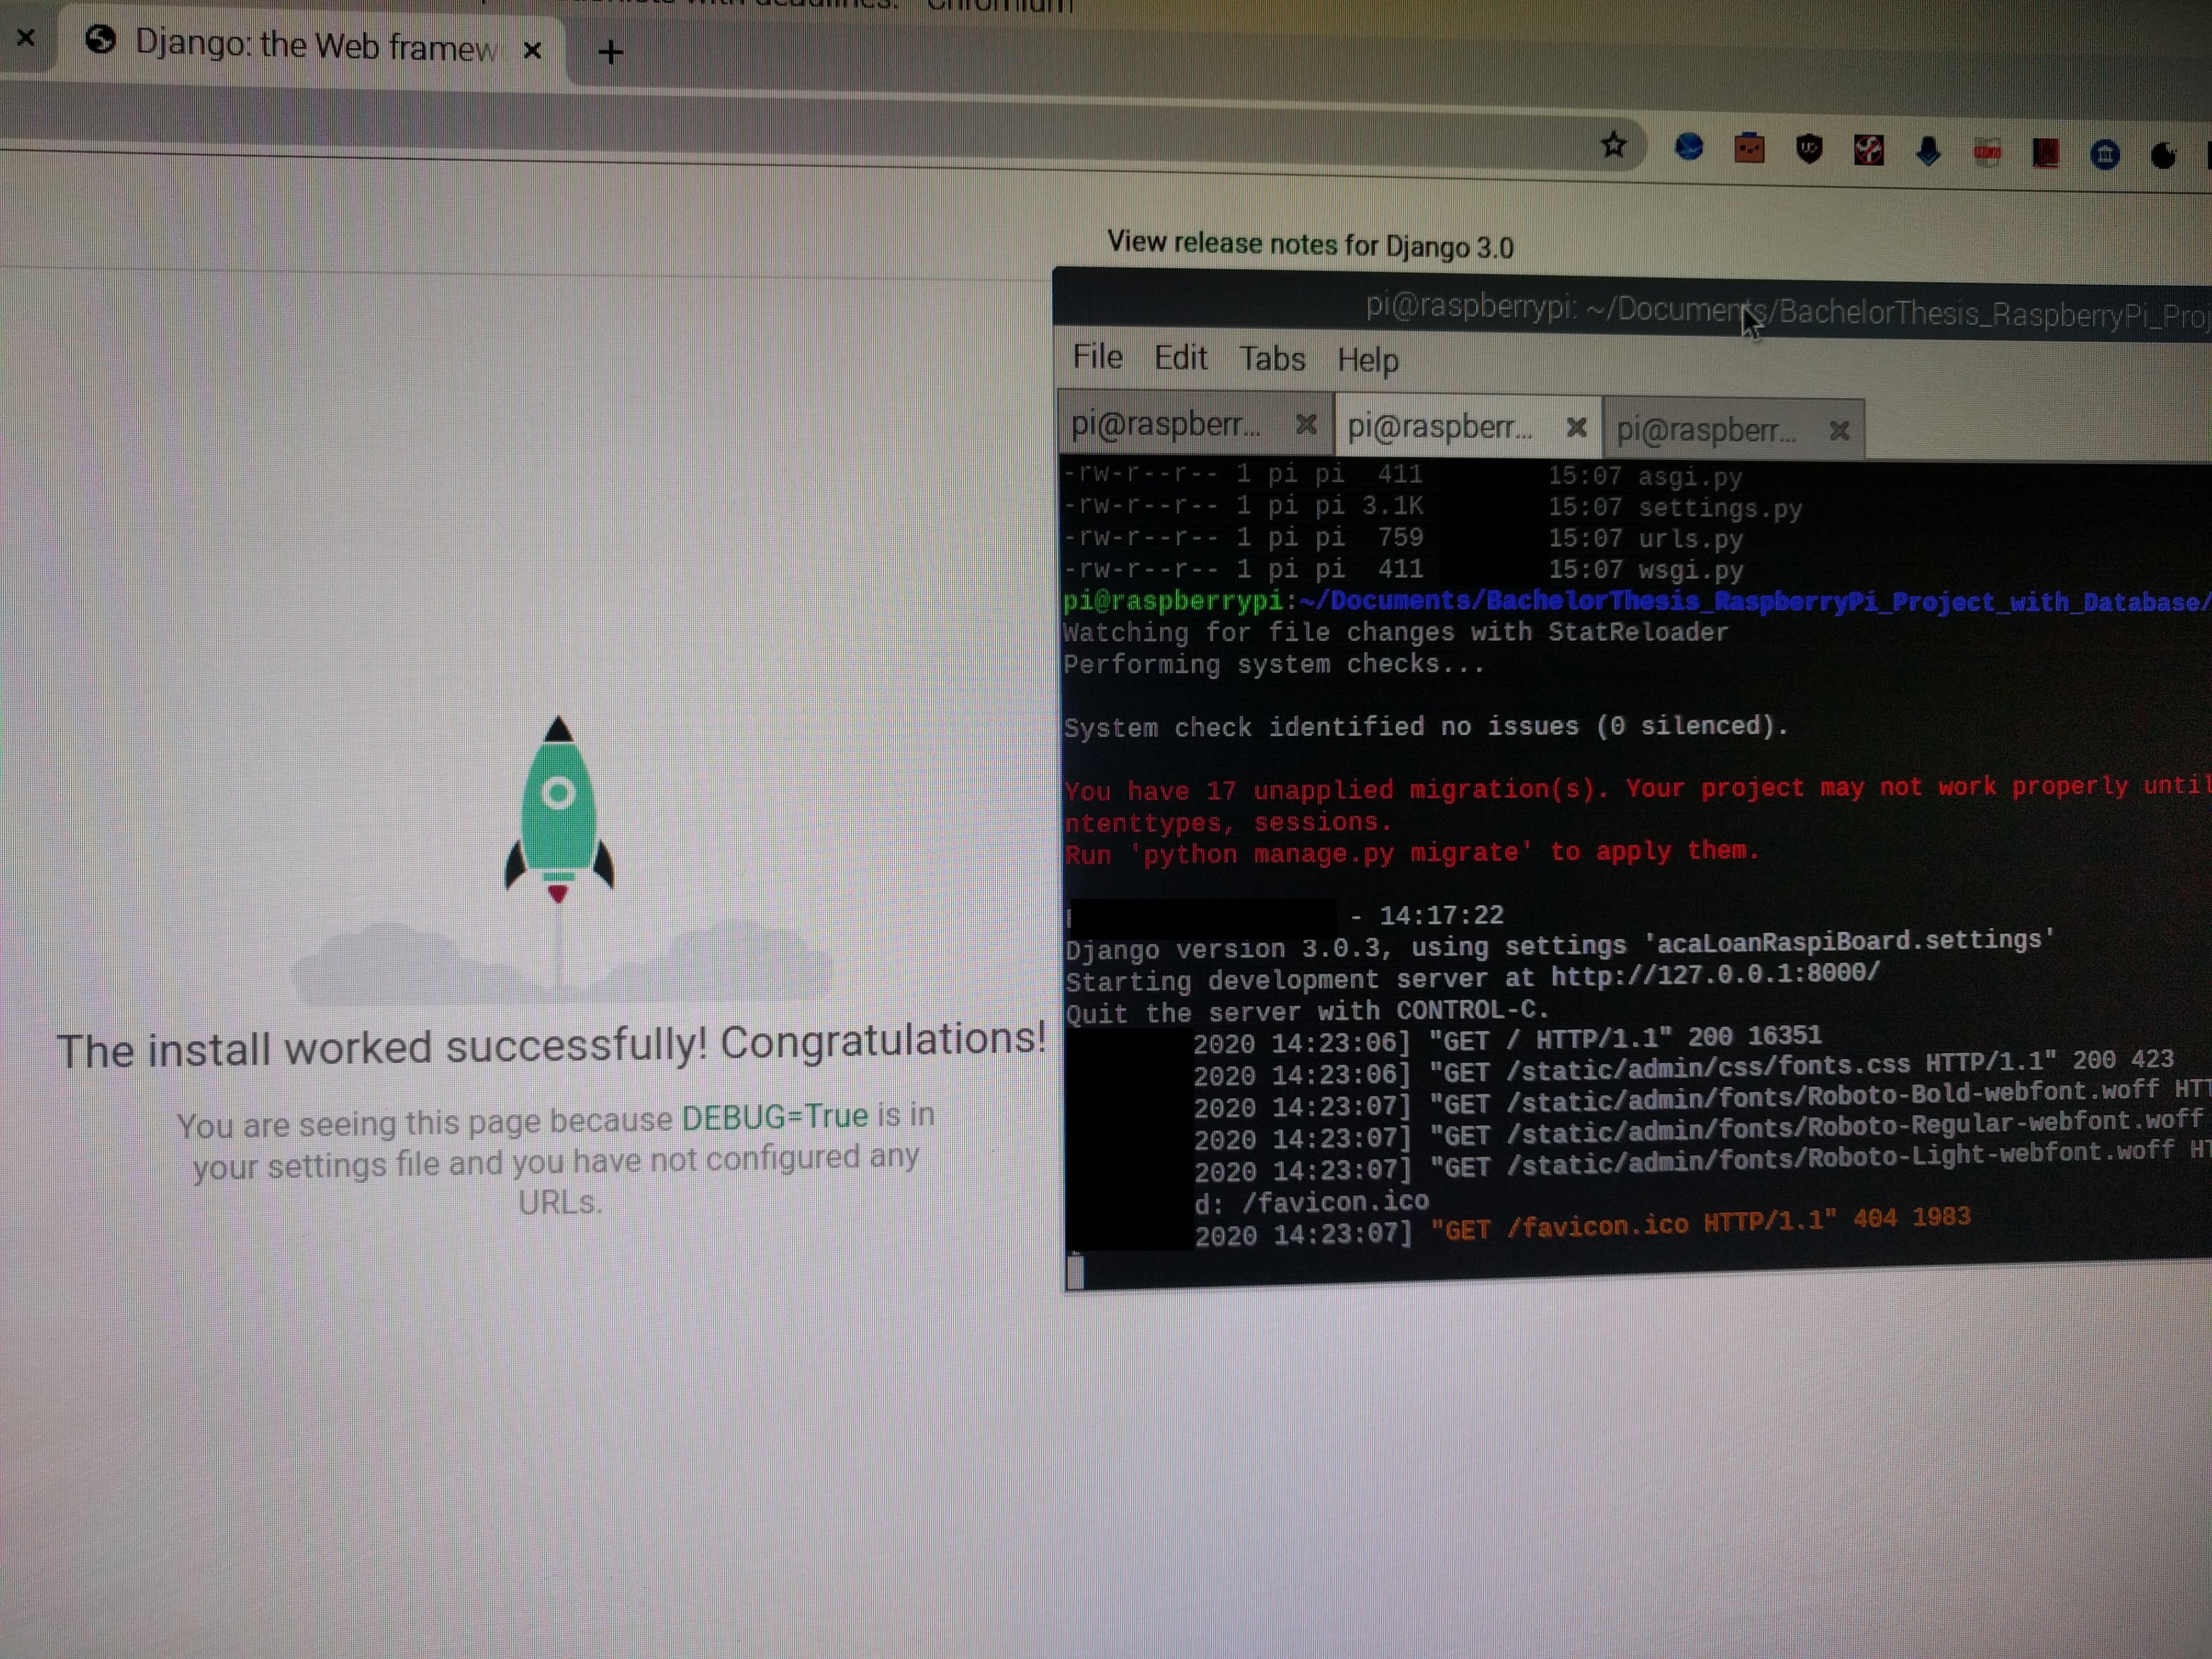 with deadlines. - Chromium
Django: the Web framew
View release notes for Django 3.0
pi@raspberrypi: ~/Documents/BachelorThesis_RaspberryPi_Proj
File Edit Tabs Help
pi@raspberr... pi@raspberr... pi@raspberr...
-rw-r--r-- 1 pi pi 411 15:07 asgi.py
-rw-r--r-- 1 pi pi 3.1K 15:07 settings.py
-rw-r--r-- 1 pi pi 759 15:07 urls.py
-rw-r--r-- 1 pi pi 411 15:07 wsgi.py
pi@raspberrypi:~/Documents/BachelorThesis_RaspberryPi_Project_with_Database/
Watching for file changes with StatReloader
Performing system checks...
System check identified no issues (0 silenced).
You have 17 unapplied migration(s). Your project may not work properly until
ntenttypes, sessions.
Run 'python manage.py migrate' to apply them.
- 14:17:22
Django version 3.0.3, using settings 'acaLoanRaspiBoard.settings'
Starting development server at http://127.0.0.1:8000/
Quit the server with CONTROL-C.
2020 14:23:06] "GET / HTTP/1.1" 200 16351
2020 14:23:06] "GET /static/admin/css/fonts.css HTTP/1.1" 200 423
2020 14:23:07] "GET /static/admin/fonts/Roboto-Bold-webfont.woff HTT
2020 14:23:07] "GET /static/admin/fonts/Roboto-Regular-webfont.woff
2020 14:23:07] "GET /static/admin/fonts/Roboto-Light-webfont.woff HT
d: /favicon.ico
2020 14:23:07] "GET /favicon.ico HTTP/1.1" 404 1983
The install worked successfully! Congratulations!
You are seeing this page because DEBUG=True is in
your settings file and you have not configured any
URLs.